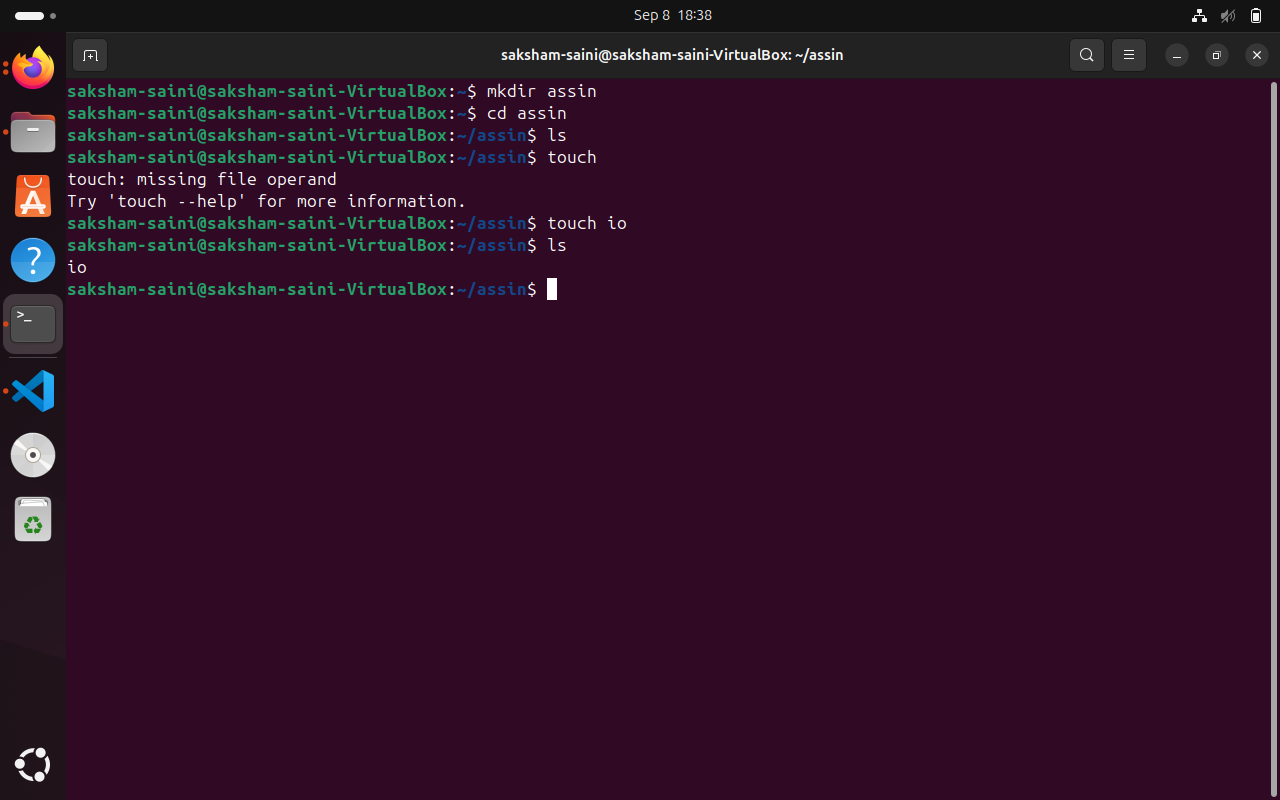 Sep 8 18:38
saksham-saini@saksham-saini-VirtualBox: ~/assin
saksham-saini@saksham-saini-VirtualBox:~$ mkdir assin
saksham-saini@saksham-saini-VirtualBox:~$ cd assin
saksham-saini@saksham-saini-VirtualBox:~/assin$ ls
saksham-saini@saksham-saini-VirtualBox:~/assin$ touch
touch: missing file operand
Try 'touch --help' for more information.
saksham-saini@saksham-saini-VirtualBox:~/assin$ touch io
saksham-saini@saksham-saini-VirtualBox:~/assin$ ls
io
saksham-saini@saksham-saini-VirtualBox:~/assin$